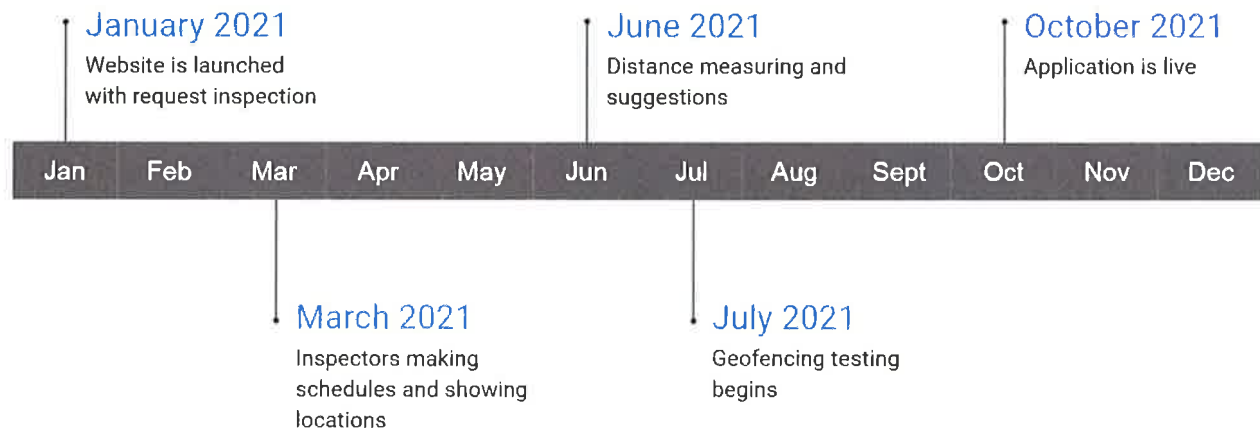 January 2021
Website is launched
with request inspection
June 2021
Distance measuring and
suggestions
October 2021
Application is live
Jan Feb Mar Apr May Jun Jul Aug Sept Oct Nov Dec
March 2021
Inspectors making
schedules and showing
locations
July 2021
Geofencing testing
begins